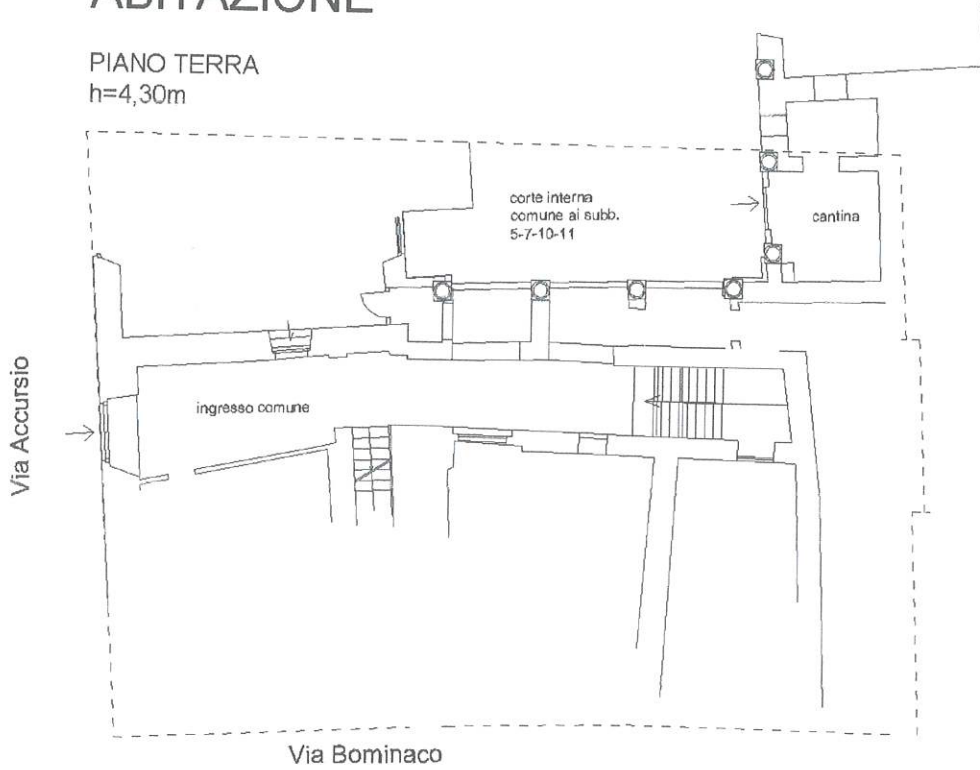 ABITAZIONE
PIANO TERRA
h=4,30m
corte interna
comune ai subb.
5-7-10-11
cantina
ingresso comune
Via Accursio
Via Bominaco